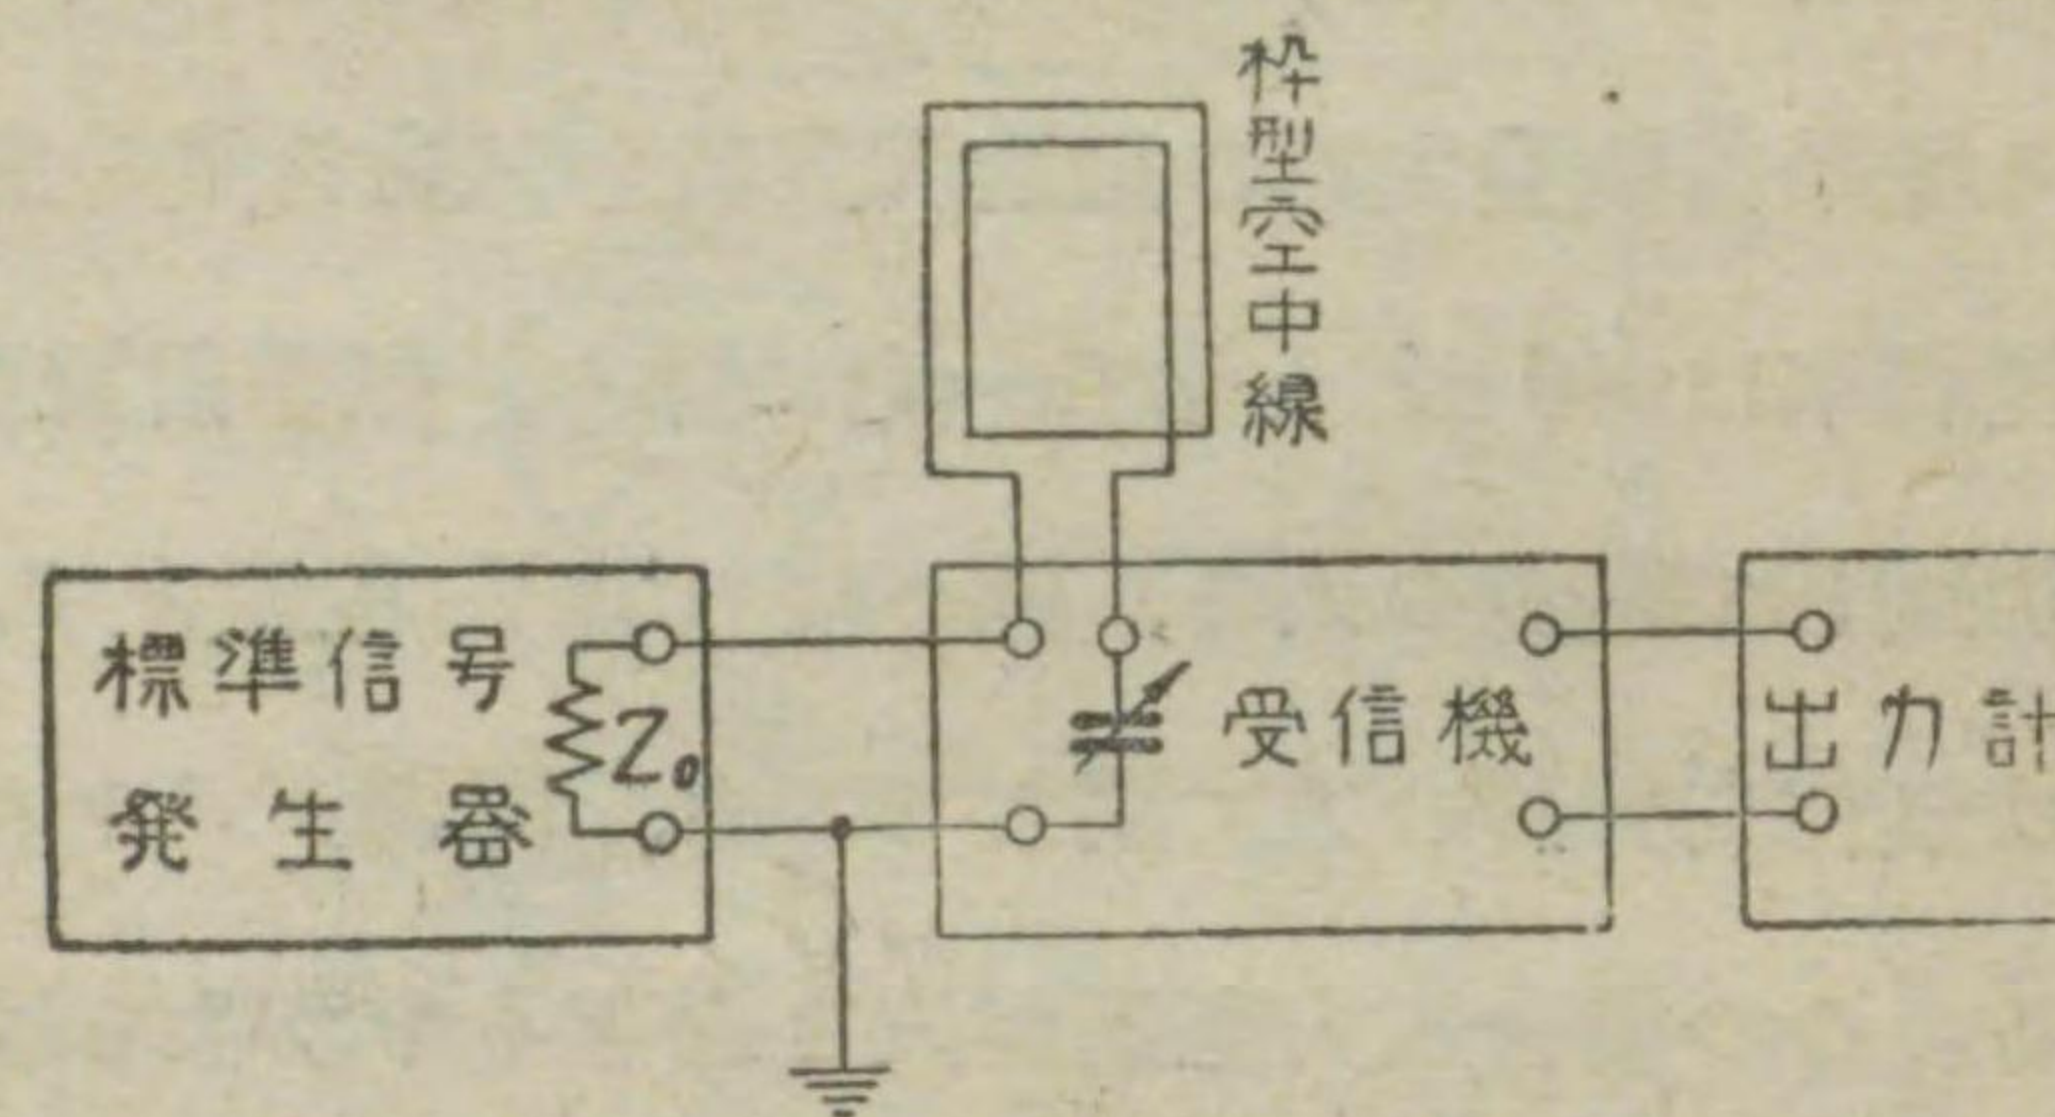 枠型空中線
標準信号
発生器
Z₀
受信機
出力計